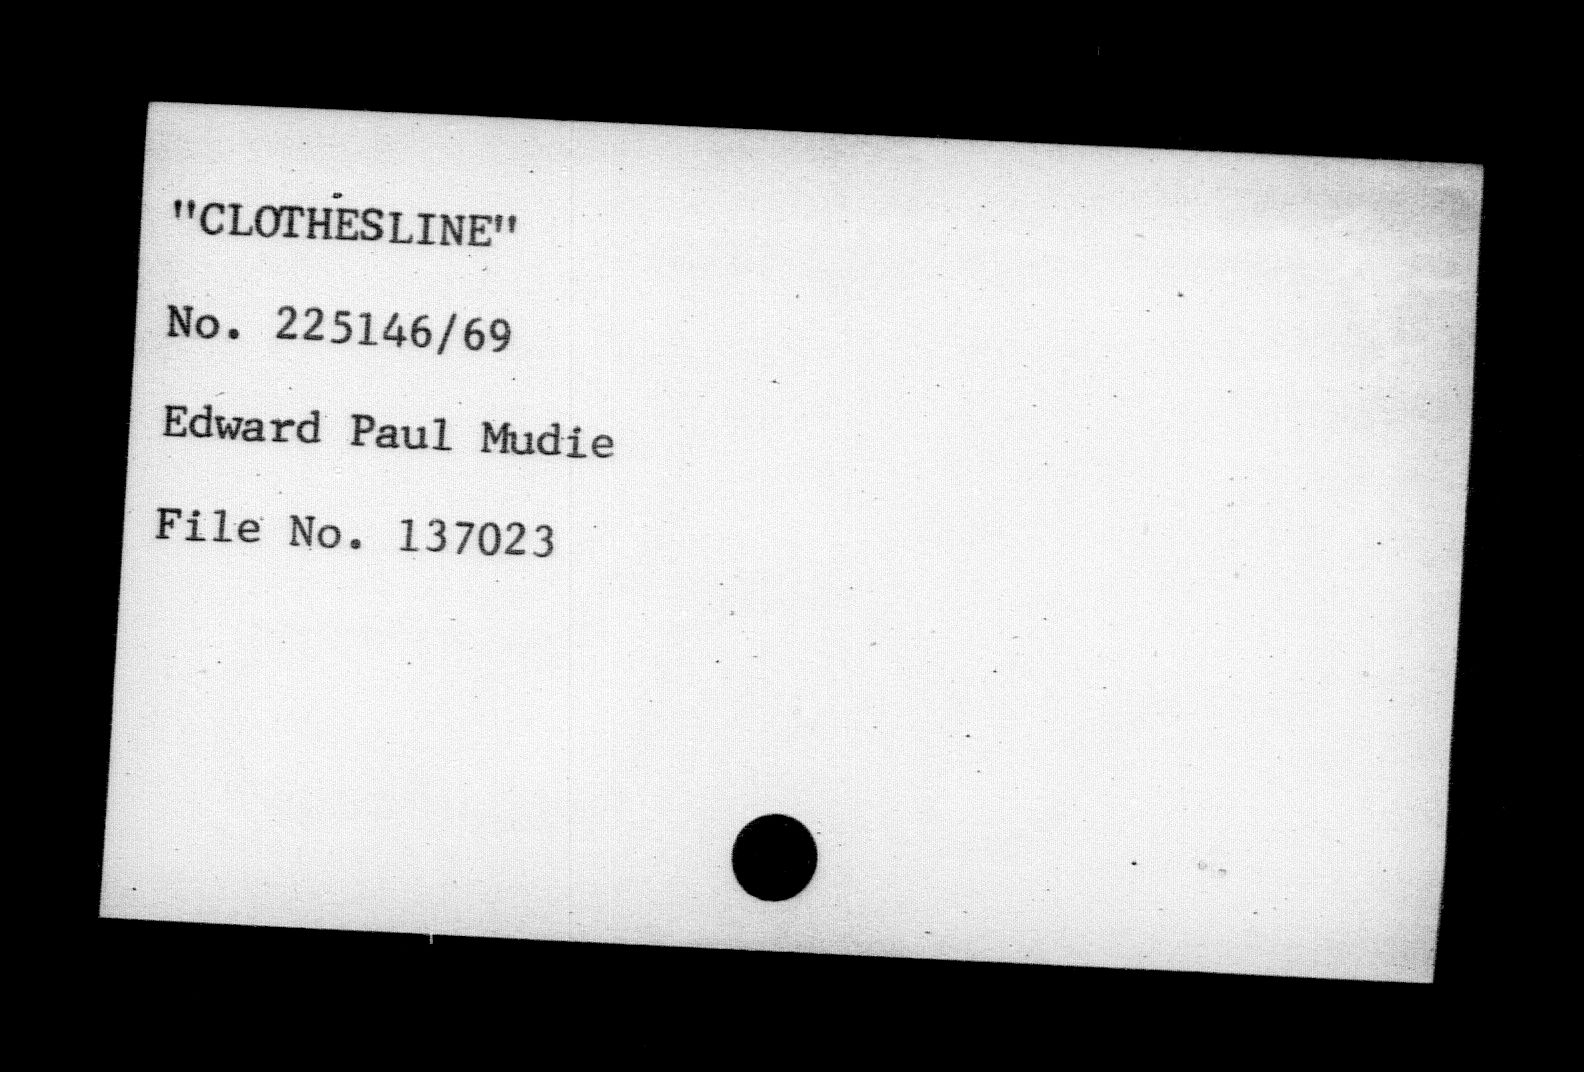 "CLOTHESLINE"
No. 225146/69
Edward Paul Mudie
File No. 137023